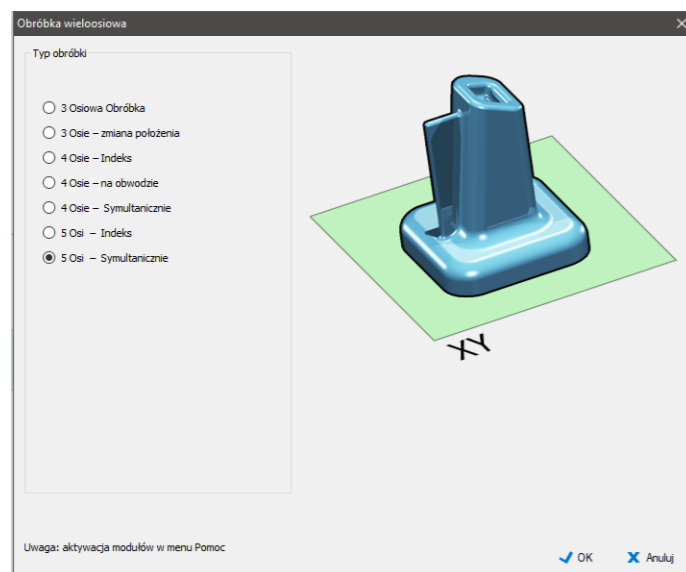 Obróbka wieloosiowa
Typ obróbki
3 Osiowa Obróbka
3 Osie – zmiana położenia
4 Osie – Indeks
4 Osie – na obwodzie
4 Osie – Symultanicznie
5 Osi – Indeks
5 Osi – Symultanicznie
XY
Uwaga: aktywacja modułów w menu Pomoc
OK
Anuluj